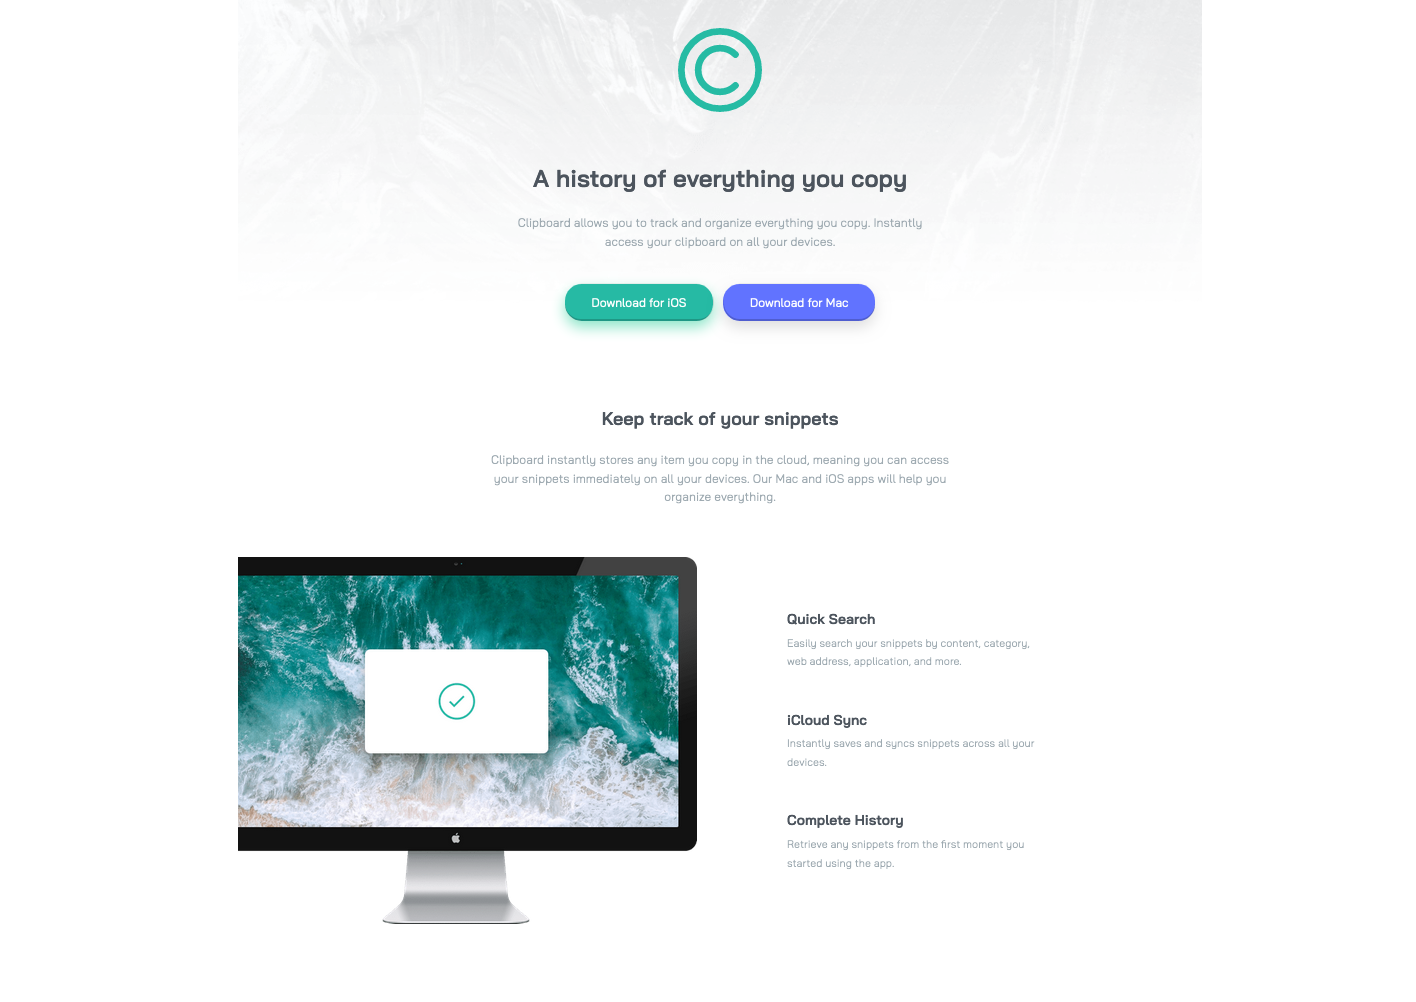 A history of everything you copy
Clipboard allows you to track and organize everything you copy. Instantly
access your clipboard on all your devices.
Download for iOS
Download for Mac
Keep track of your snippets
Clipboard instantly stores any item you copy in the cloud, meaning you can access
your snippets immediately on all your devices. Our Mac and iOS apps will help you
organize everything.
Quick Search
Easily search your snippets by content, category,
web address, application, and more.
iCloud Sync
Instantly saves and syncs snippets across all your
devices.
Complete History
Retrieve any snippets from the first moment you
started using the app.